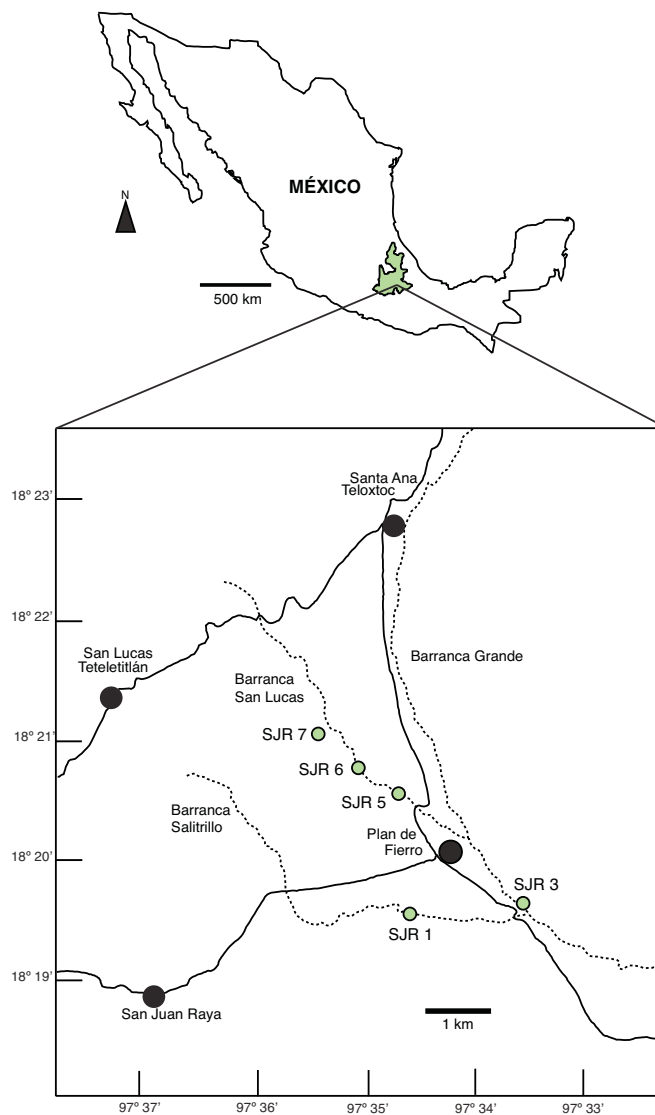 N
MÉXICO
500 km
Santa Ana
Teloxtoc
18° 23'
18° 22'
San Lucas
Teteletitlán
Barranca Grande
Barranca
San Lucas
SJR 7
18° 21'
SJR 6
SJR 5
Barranca
Salitrillo
Plan de
Fierro
18° 20'
SJR 3
SJR 1
18° 19'
San Juan Raya
1 km
97° 37'
97° 36'
97° 35'
97° 34'
97° 33'